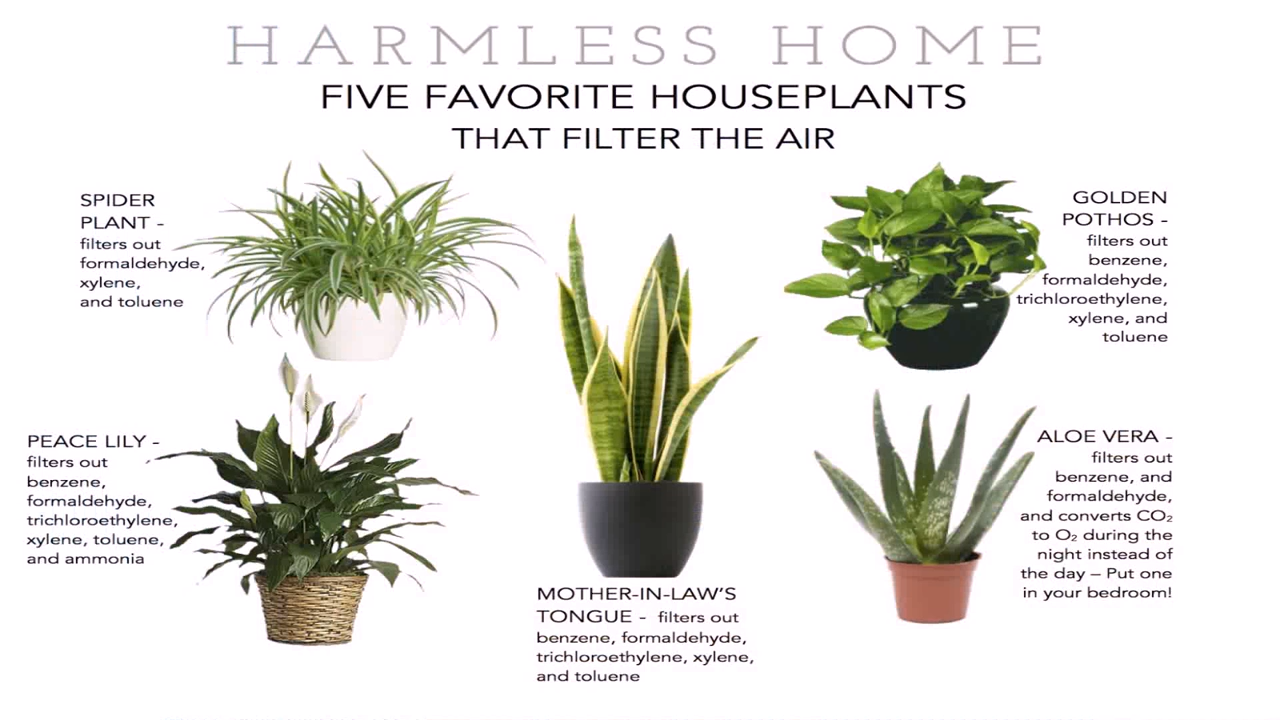 HARMLESS HOME
FIVE FAVORITE HOUSEPLANTS
THAT FILTER THE AIR
SPIDER
PLANT -
filters out
formaldehyde,
xylene,
and toluene
GOLDEN
POTHOS -
filters out
benzene,
formaldehyde,
trichloroethylene,
xylene, and
toluene
PEACE LILY -
filters out
benzene,
formaldehyde,
trichloroethylene,
xylene, toluene,
and ammonia
MOTHER-IN-LAW'S
TONGUE - filters out
benzene, formaldehyde,
trichloroethylene, xylene,
and toluene
ALOE VERA -
filters out
benzene, and
formaldehyde,
and converts CO₂
to O₂ during the
night instead of
the day – Put one
in your bedroom!